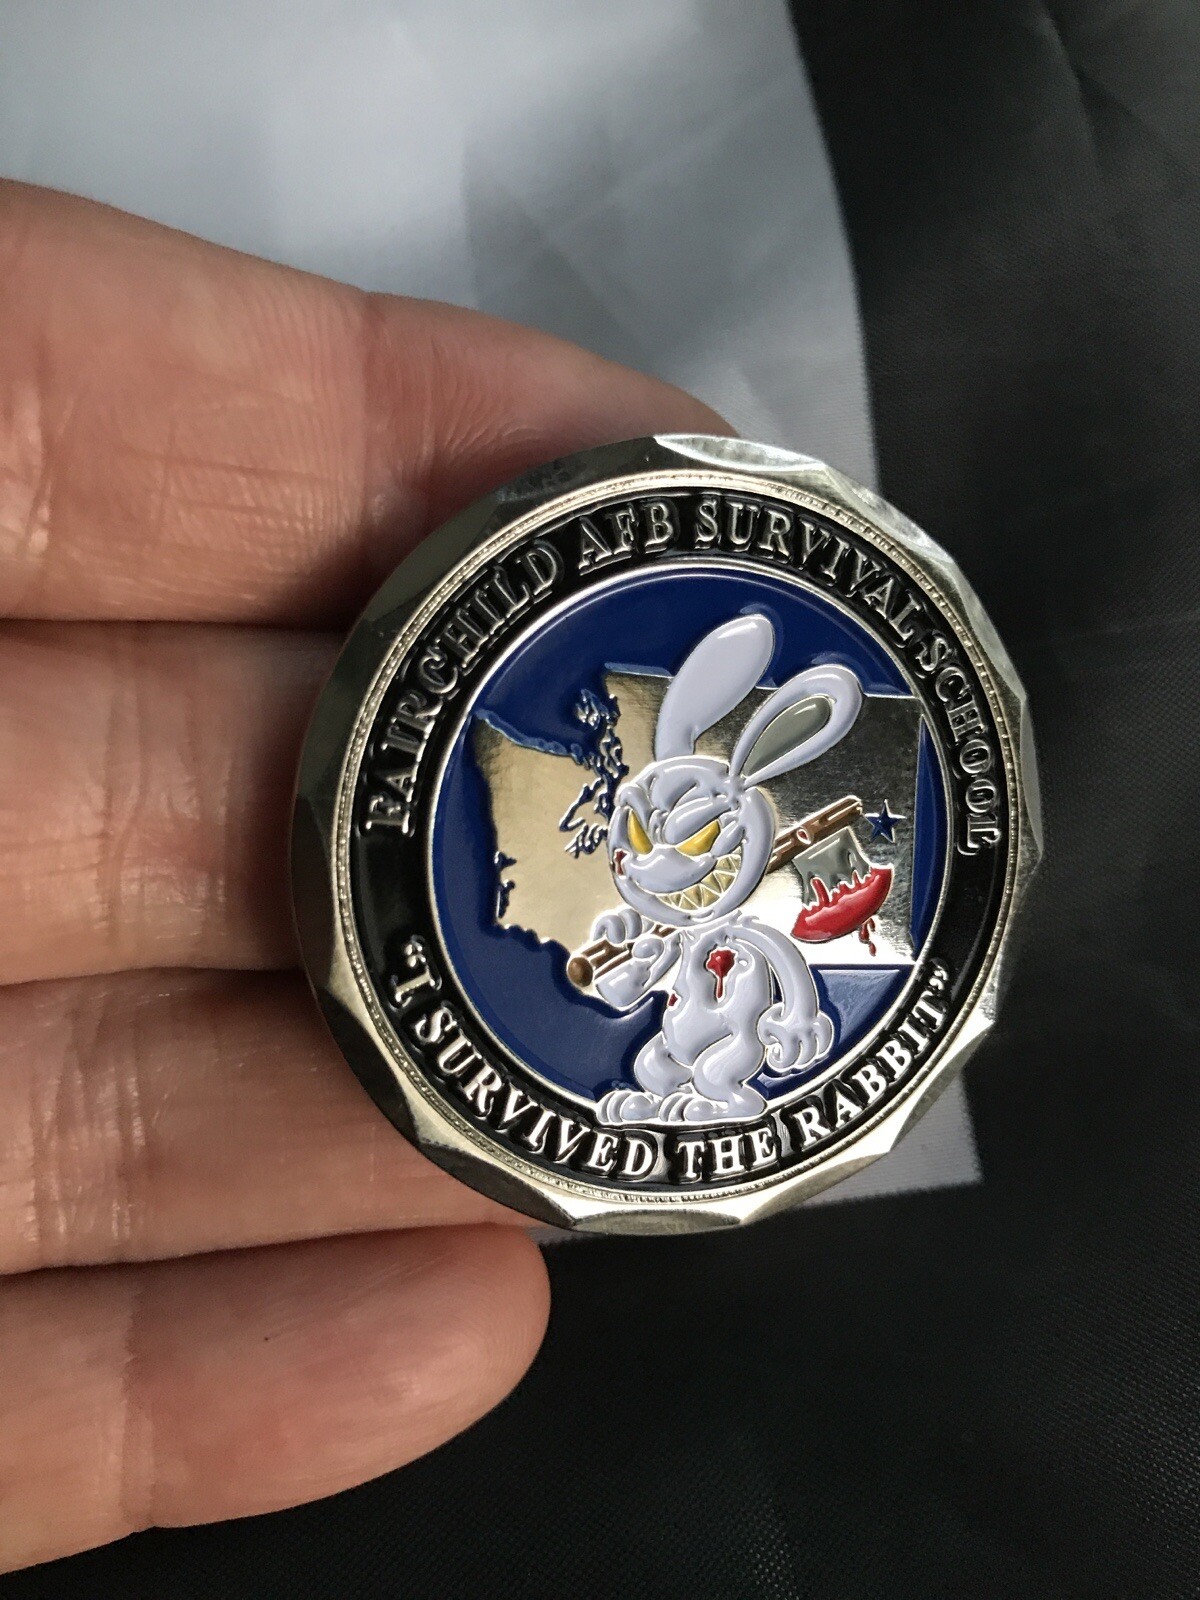 FAIRCHILD AFB SURVIVAL SCHOOL
"I SURVIVED THE RABBIT"